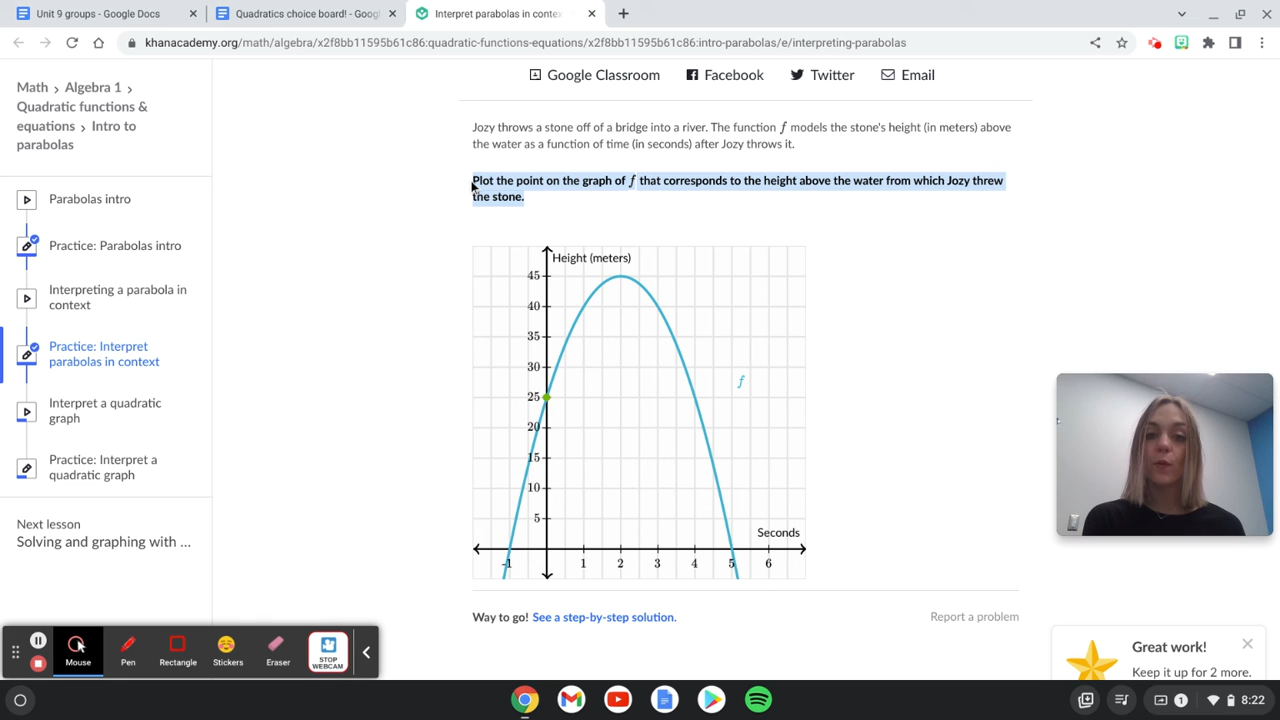 Unit 9 groups - Google Docs
Quadratics choice board! - Goog
Interpret parabolas in conte
khanacademy.org/math/algebra/x2f8bb11595b61c86:quadratic-functions-equations/x2f8bb11595b61c86:intro-parabolas/e/interpreting-parabolas
Math › Algebra 1 ›
Quadratic functions &
equations › Intro to
parabolas
Parabolas intro
Practice: Parabolas intro
Interpreting a parabola in
context
Practice: Interpret
parabolas in context
Interpret a quadratic
graph
Practice: Interpret a
quadratic graph
Next lesson
Solving and graphing with ...
Google Classroom Facebook Twitter Email
Jozy throws a stone off of a bridge into a river. The function f models the stone's height (in meters) above
the water as a function of time (in seconds) after Jozy throws it.
Plot the point on the graph of f that corresponds to the height above the water from which Jozy threw
the stone.
Height (meters)
45
40
35
30
f
25
20
15
10
5
Seconds
-1 1 2 3 4 5 6
Way to go! See a step-by-step solution.
Report a problem
Great work!
Keep it up for 2 more.
Mouse Pen Rectangle Stickers Eraser STOP
WEBCAM
1 8:22